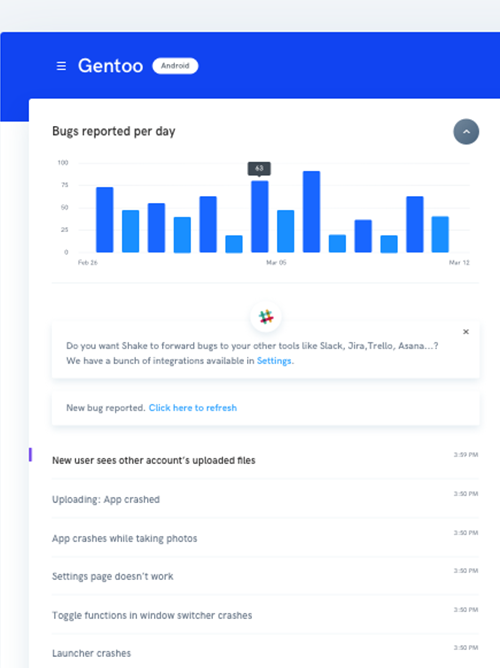 ☰ Gentoo Android
Bugs reported per day
63
100
75
50
25
0
Feb 26 Mar 05 Mar 12
Do you want Shake to forward bugs to your other tools like Slack, Jira,Trello, Asana...?
We have a bunch of integrations available in Settings.
New bug reported. Click here to refresh
New user sees other account's uploaded files 3:59 PM
Uploading: App crashed 3:50 PM
App crashes while taking photos 3:50 PM
Settings page doesn't work 3:50 PM
Toggle functions in window switcher crashes 3:50 PM
Launcher crashes 3:50 PM